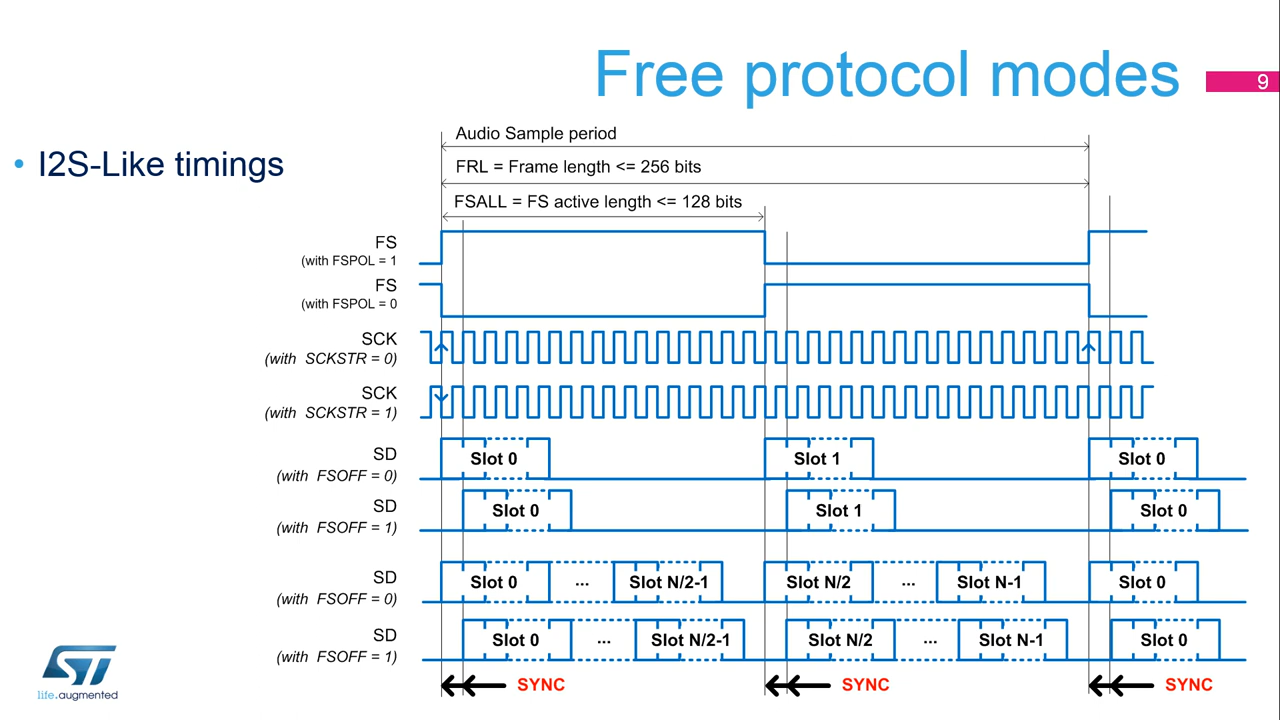 Free protocol modes
9
• I2S-Like timings
Audio Sample period
FRL = Frame length <= 256 bits
FSALL = FS active length <= 128 bits
FS
(with FSPOL = 1
FS
(with FSPOL = 0
SCK
(with SCKSTR = 0)
SCK
(with SCKSTR = 1)
SD
(with FSOFF = 0)
Slot 0 Slot 1 Slot 0
SD
(with FSOFF = 1)
Slot 0 Slot 1 Slot 0
SD
(with FSOFF = 0)
Slot 0 ... Slot N/2-1 Slot N/2 ... Slot N-1 Slot 0
SD
(with FSOFF = 1)
Slot 0 ... Slot N/2-1 Slot N/2 ... Slot N-1 Slot 0
SYNC SYNC SYNC
ST
life.augmented